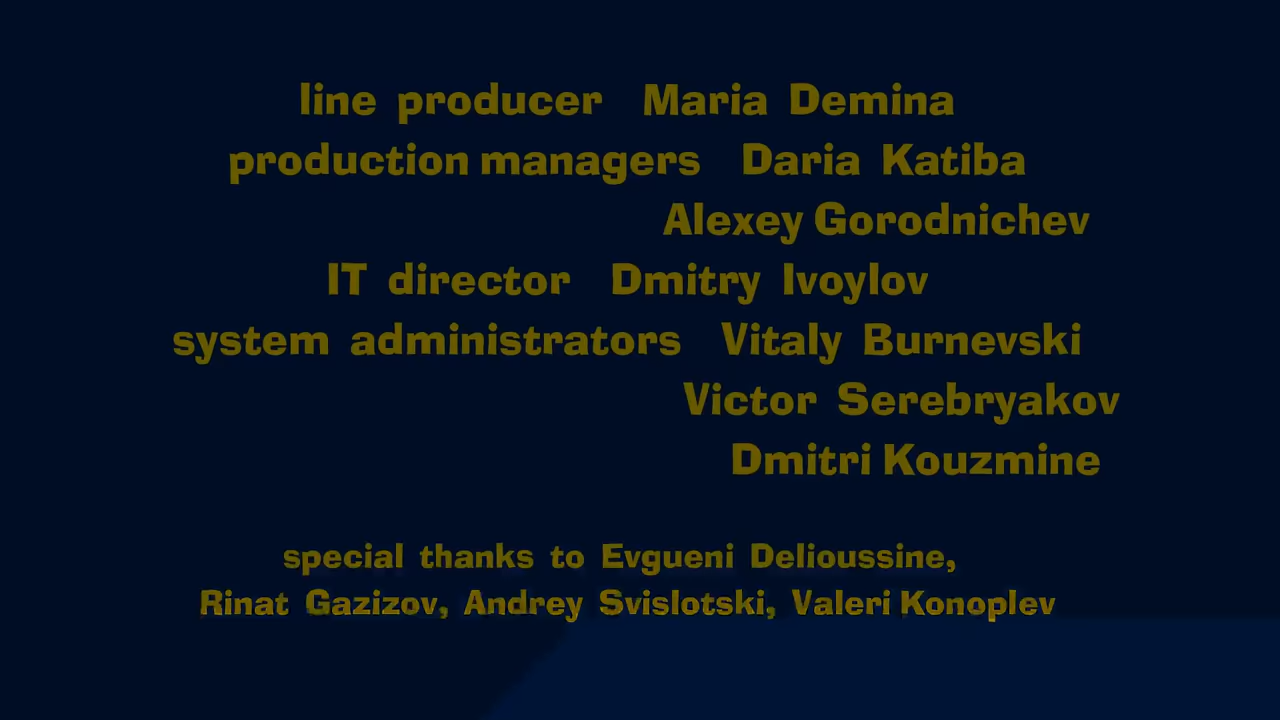 line producer Maria Demina
production managers Daria Katiba
Alexey Gorodnichev
IT director Dmitry Ivoylov
system administrators Vitaly Burnevski
Victor Serebryakov
Dmitri Kouzmine
special thanks to Evgueni Delioussine,
Rinat Gazizov, Andrey Svislotski, Valeri Konoplev